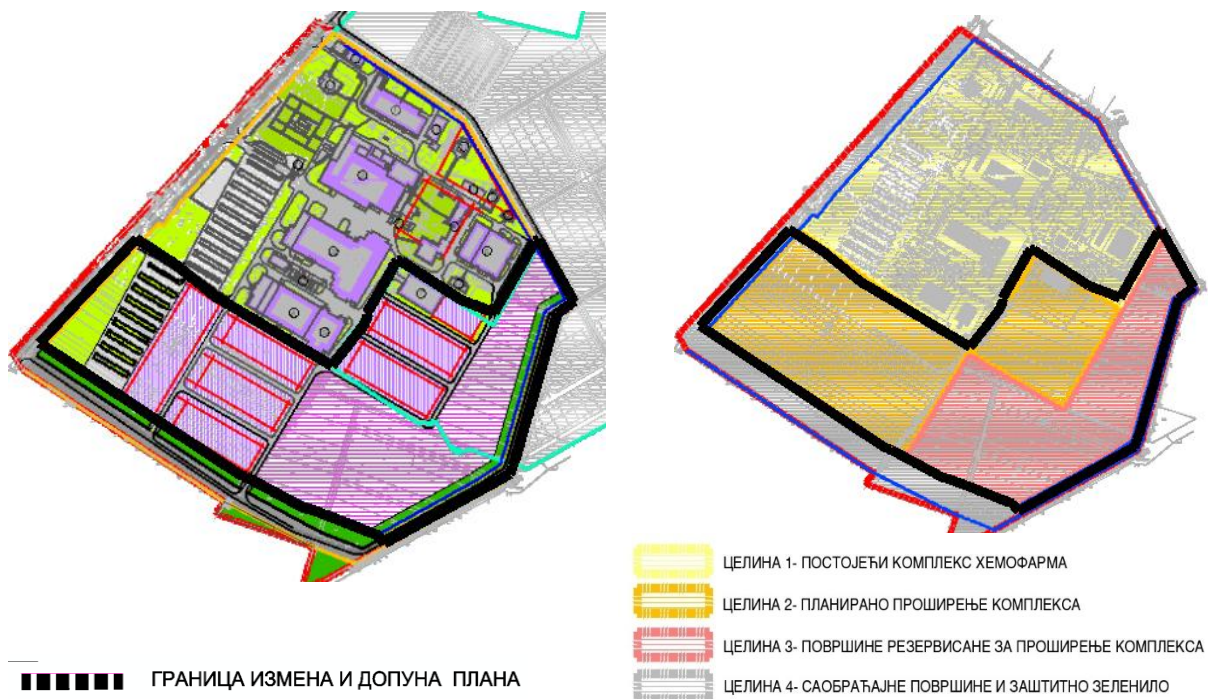 ЦЕЛИНА 1- ПОСТОЈЕЋИ КОМПЛЕКС ХЕМОФАРМА
ЦЕЛИНА 2- ПЛАНИРАНО ПРОШИРЕЊЕ КОМПЛЕКСА
ЦЕЛИНА 3- ПОВРШИНЕ РЕЗЕРВИСАНЕ ЗА ПРОШИРЕЊЕ КОМПЛЕКСА
ЦЕЛИНА 4- САОБРАЋАЈНЕ ПОВРШИНЕ И ЗАШТИТНО ЗЕЛЕНИЛО
ГРАНИЦА ИЗМЕНА И ДОПУНА ПЛАНА